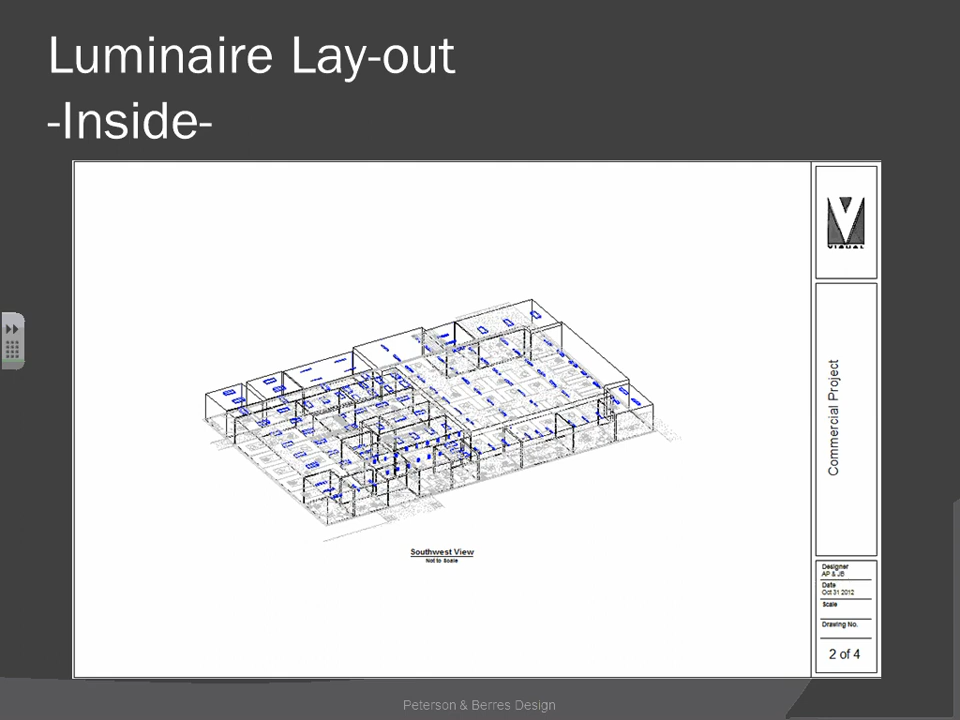 Luminaire Lay-out
-Inside-
VISUAL
Commercial Project
Southwest View
Not to Scale
Designer
AP & JB
Date
Oct 31 2012
Scale
Drawing No.
2 of 4
Peterson & Berres Design